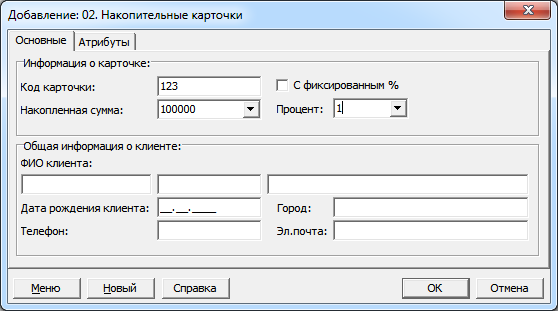 Добавление: 02. Накопительные карточки
Основные Атрибуты
Информация о карточке:
Код карточки: 123 С фиксированным %
Накопленная сумма: 100000 Процент: 1
Общая информация о клиенте:
ФИО клиента:
Дата рождения клиента: __.__.____ Город:
Телефон: Эл.почта:
Меню Новый Справка OK Отмена